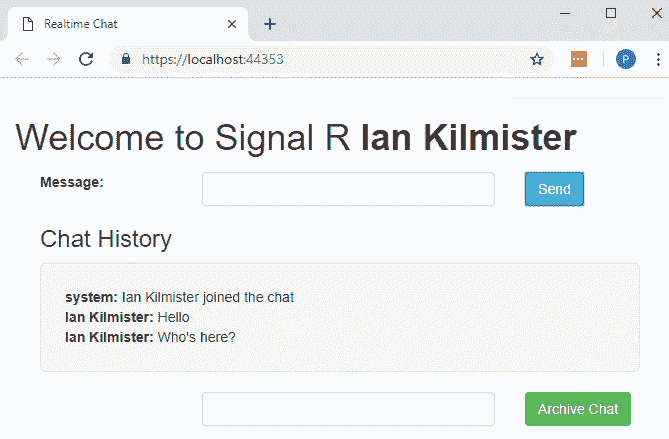 Realtime Chat
https://localhost:44353
P
Welcome to Signal R Ian Kilmister
Message:
Send
Chat History
system: Ian Kilmister joined the chat
Ian Kilmister: Hello
Ian Kilmister: Who's here?
Archive Chat